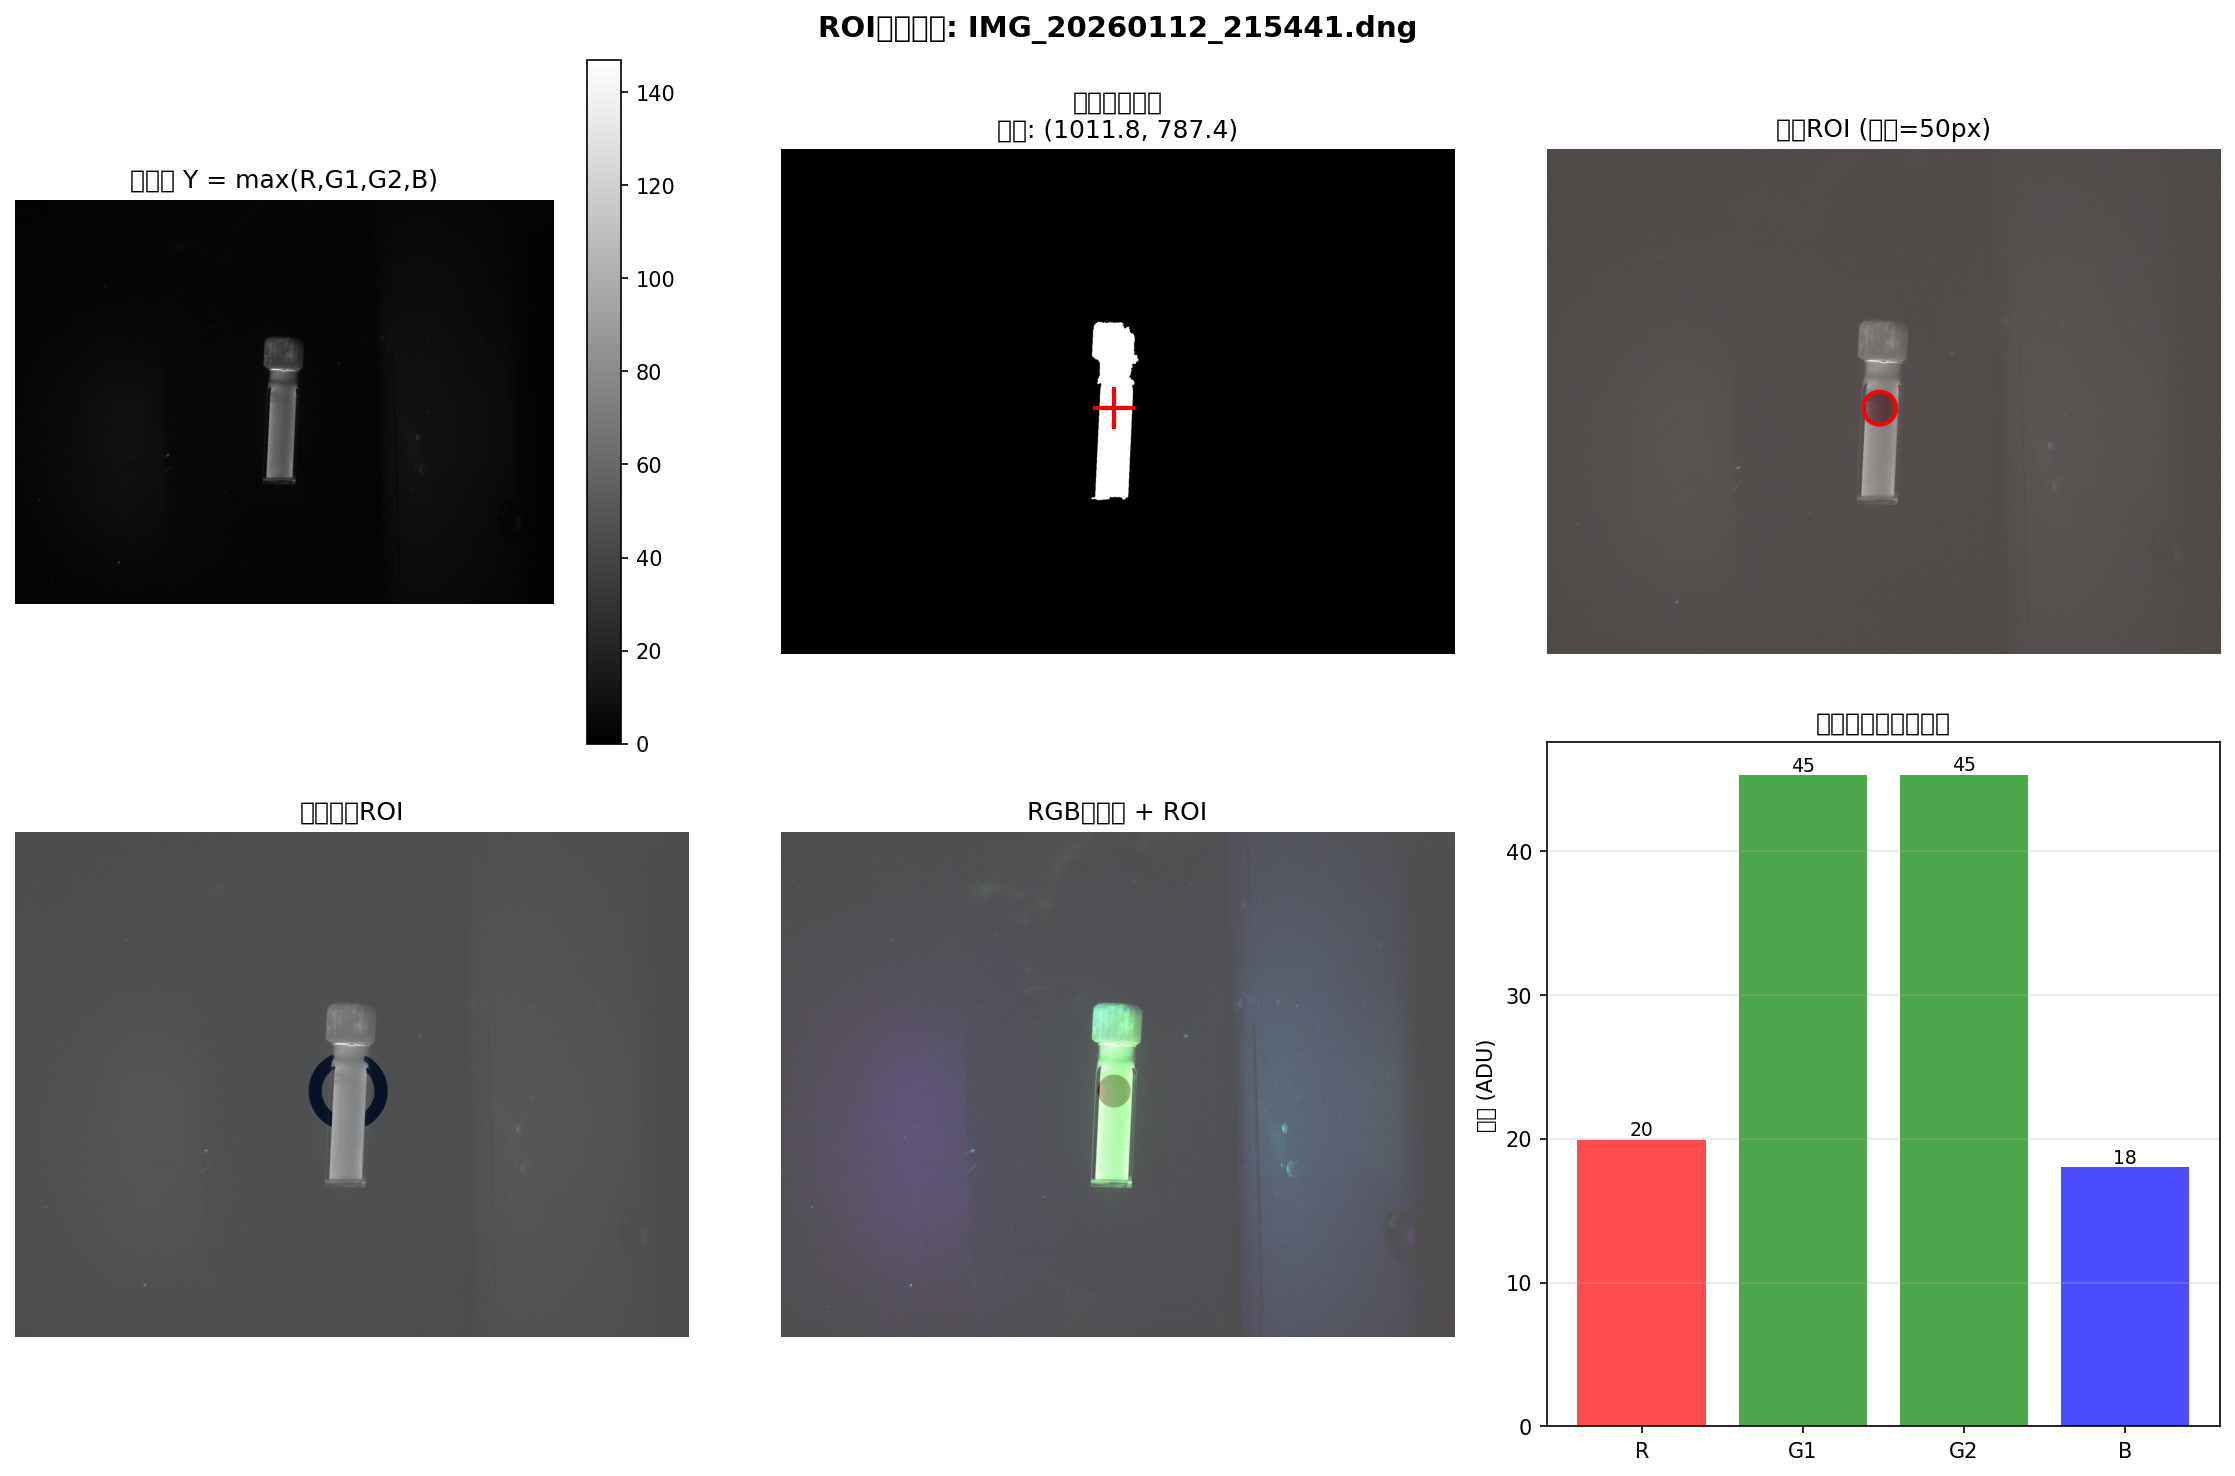 ROI: IMG_20260112_215441.dng
Y = max(R,G1,G2,B)
140
120
100
80
60
40
20
0
: (1011.8, 787.4)
ROI (=50px)
ROI
RGB + ROI
(ADU)
40
30
20
10
0
20
45
45
18
R
G1
G2
B